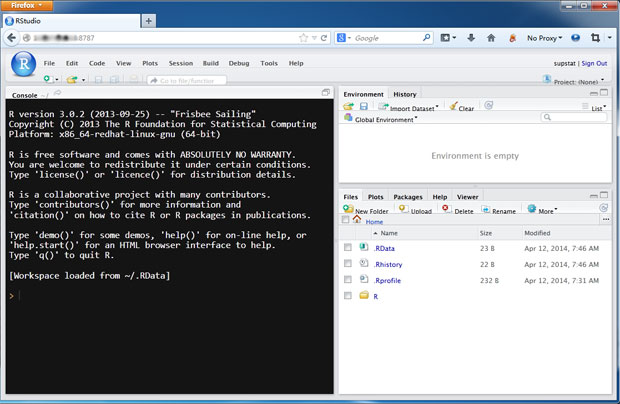 Firefox
RStudio
:8787
Google
No Proxy
R
File Edit Code View Plots Session Build Debug Tools Help
supstat | Sign Out
Go to file/function
Project: (None)
Console ~/
R version 3.0.2 (2013-09-25) -- "Frisbee Sailing"
Copyright (C) 2013 The R Foundation for Statistical Computing
Platform: x86_64-redhat-linux-gnu (64-bit)
R is free software and comes with ABSOLUTELY NO WARRANTY.
You are welcome to redistribute it under certain conditions.
Type 'license()' or 'licence()' for distribution details.
R is a collaborative project with many contributors.
Type 'contributors()' for more information and
'citation()' on how to cite R or R packages in publications.
Type 'demo()' for some demos, 'help()' for on-line help, or
'help.start()' for an HTML browser interface to help.
Type 'q()' to quit R.
[Workspace loaded from ~/.RData]
>
Environment History
Import Dataset Clear List
Global Environment
Environment is empty
Files Plots Packages Help Viewer
New Folder Upload Delete Rename More
Home
Name Size Modified
.RData 23 B Apr 12, 2014, 7:46 AM
.Rhistory 22 B Apr 12, 2014, 7:46 AM
.Rprofile 232 B Apr 12, 2014, 7:31 AM
R